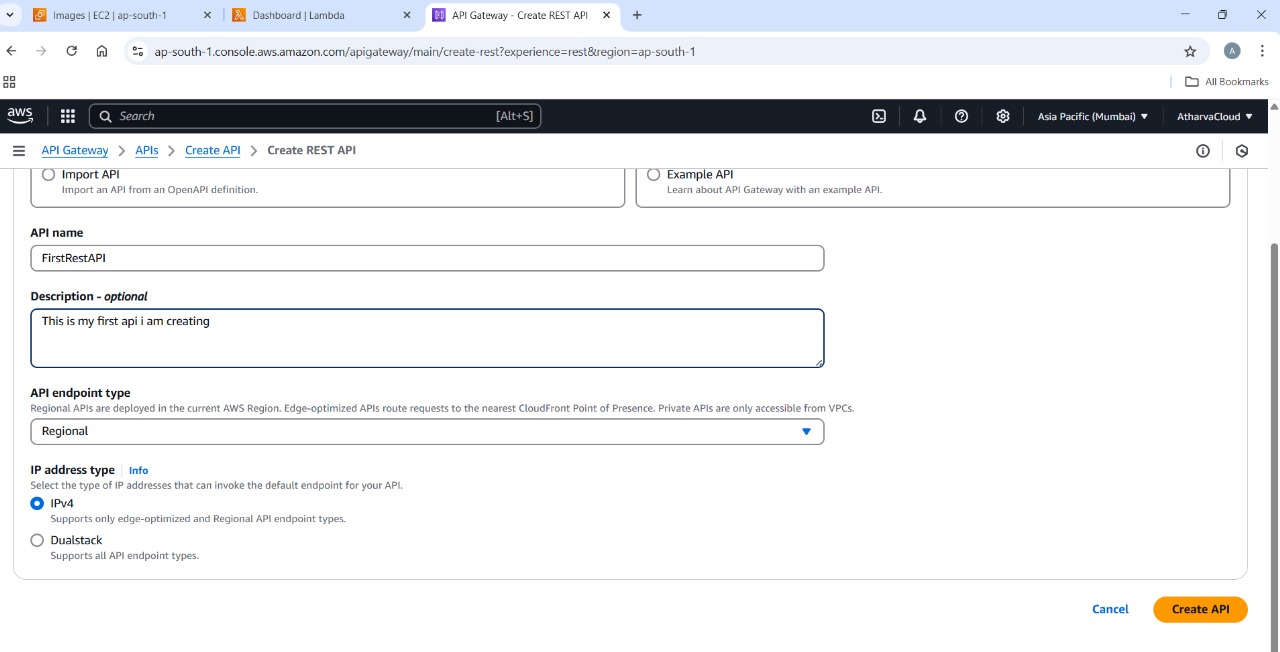 Images | EC2 | ap-south-1
Dashboard | Lambda
API Gateway - Create REST API
ap-south-1.console.aws.amazon.com/apigateway/main/create-rest?experience=rest&region=ap-south-1
A
All Bookmarks
aws
Search
[Alt+S]
Asia Pacific (Mumbai)
AtharvaCloud
API Gateway
APIs
Create API
Create REST API
Import API
Import an API from an OpenAPI definition.
Example API
Learn about API Gateway with an example API.
API name
FirstRestAPI
Description - optional
This is my first api i am creating
API endpoint type
Regional APIs are deployed in the current AWS Region. Edge-optimized APIs route requests to the nearest CloudFront Point of Presence. Private APIs are only accessible from VPCs.
Regional
IP address type
Info
Select the type of IP addresses that can invoke the default endpoint for your API.
IPv4
Supports only edge-optimized and Regional API endpoint types.
Dualstack
Supports all API endpoint types.
Cancel
Create API